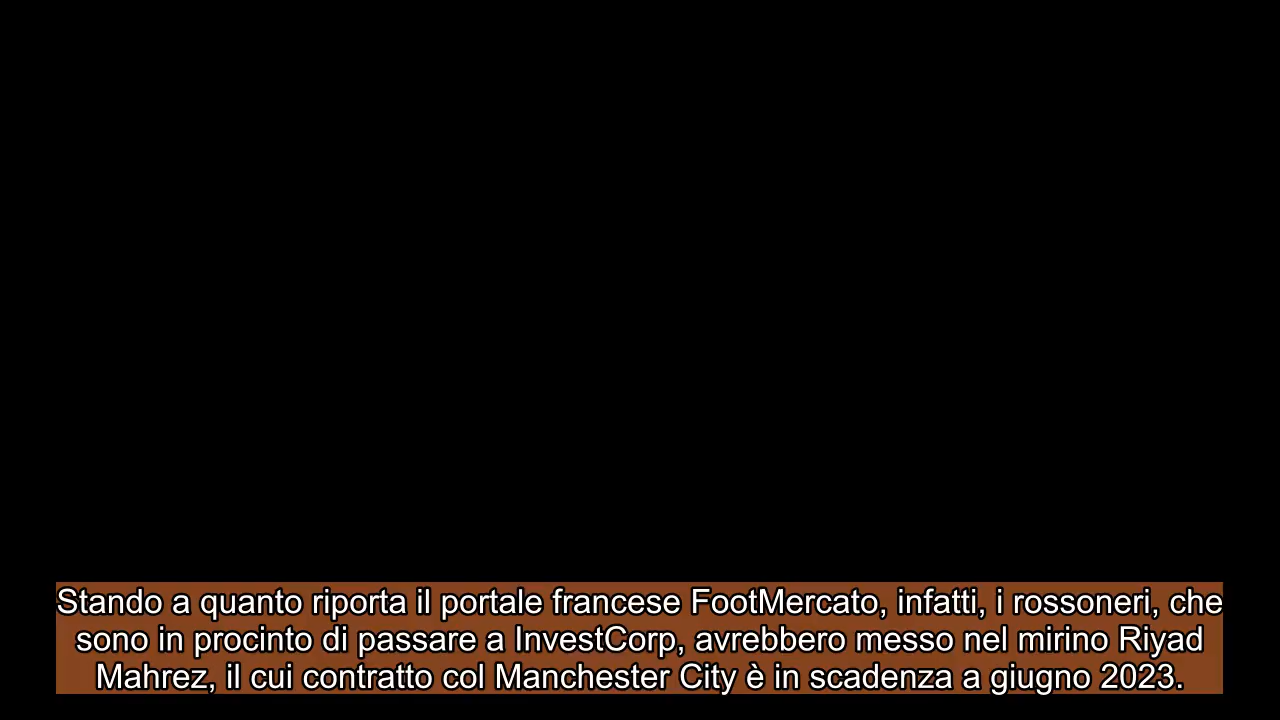 Stando a quanto riporta il portale francese FootMercato, infatti, i rossoneri, che
sono in procinto di passare a InvestCorp, avrebbero messo nel mirino Riyad
Mahrez, il cui contratto col Manchester City è in scadenza a giugno 2023.